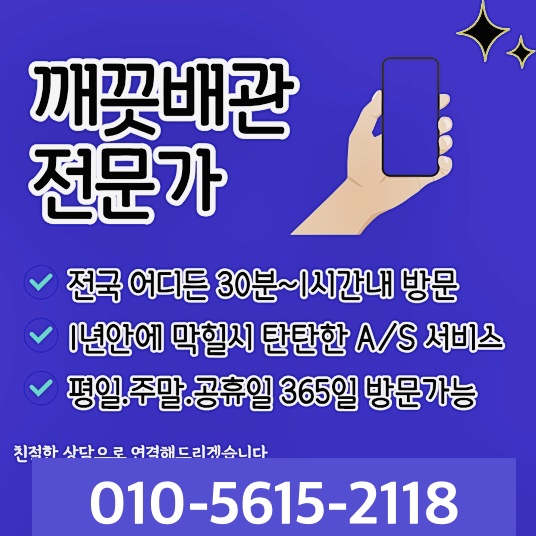 깨끗배관
전문가
전국 어디든 30분~1시간내 방문
1년안에 막힐시 탄탄한 A/S 서비스
평일.주말.공휴일 365일 방문가능
친절한 상담으로 연결해드리겠습니다
010-5615-2118